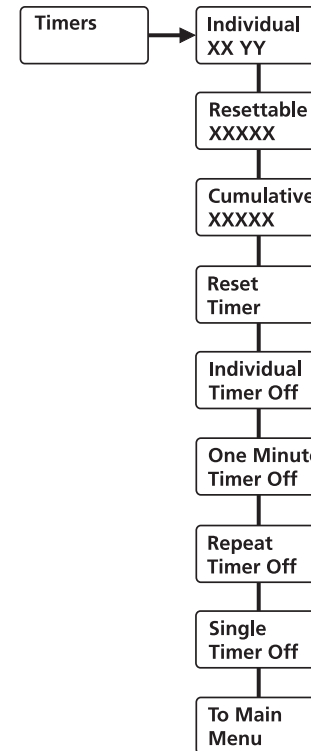 Timers
Individual
XX YY
Resettable
XXXXX
Cumulative
XXXXX
Reset
Timer
Individual
Timer Off
One Minute
Timer Off
Repeat
Timer Off
Single
Timer Off
To Main
Menu